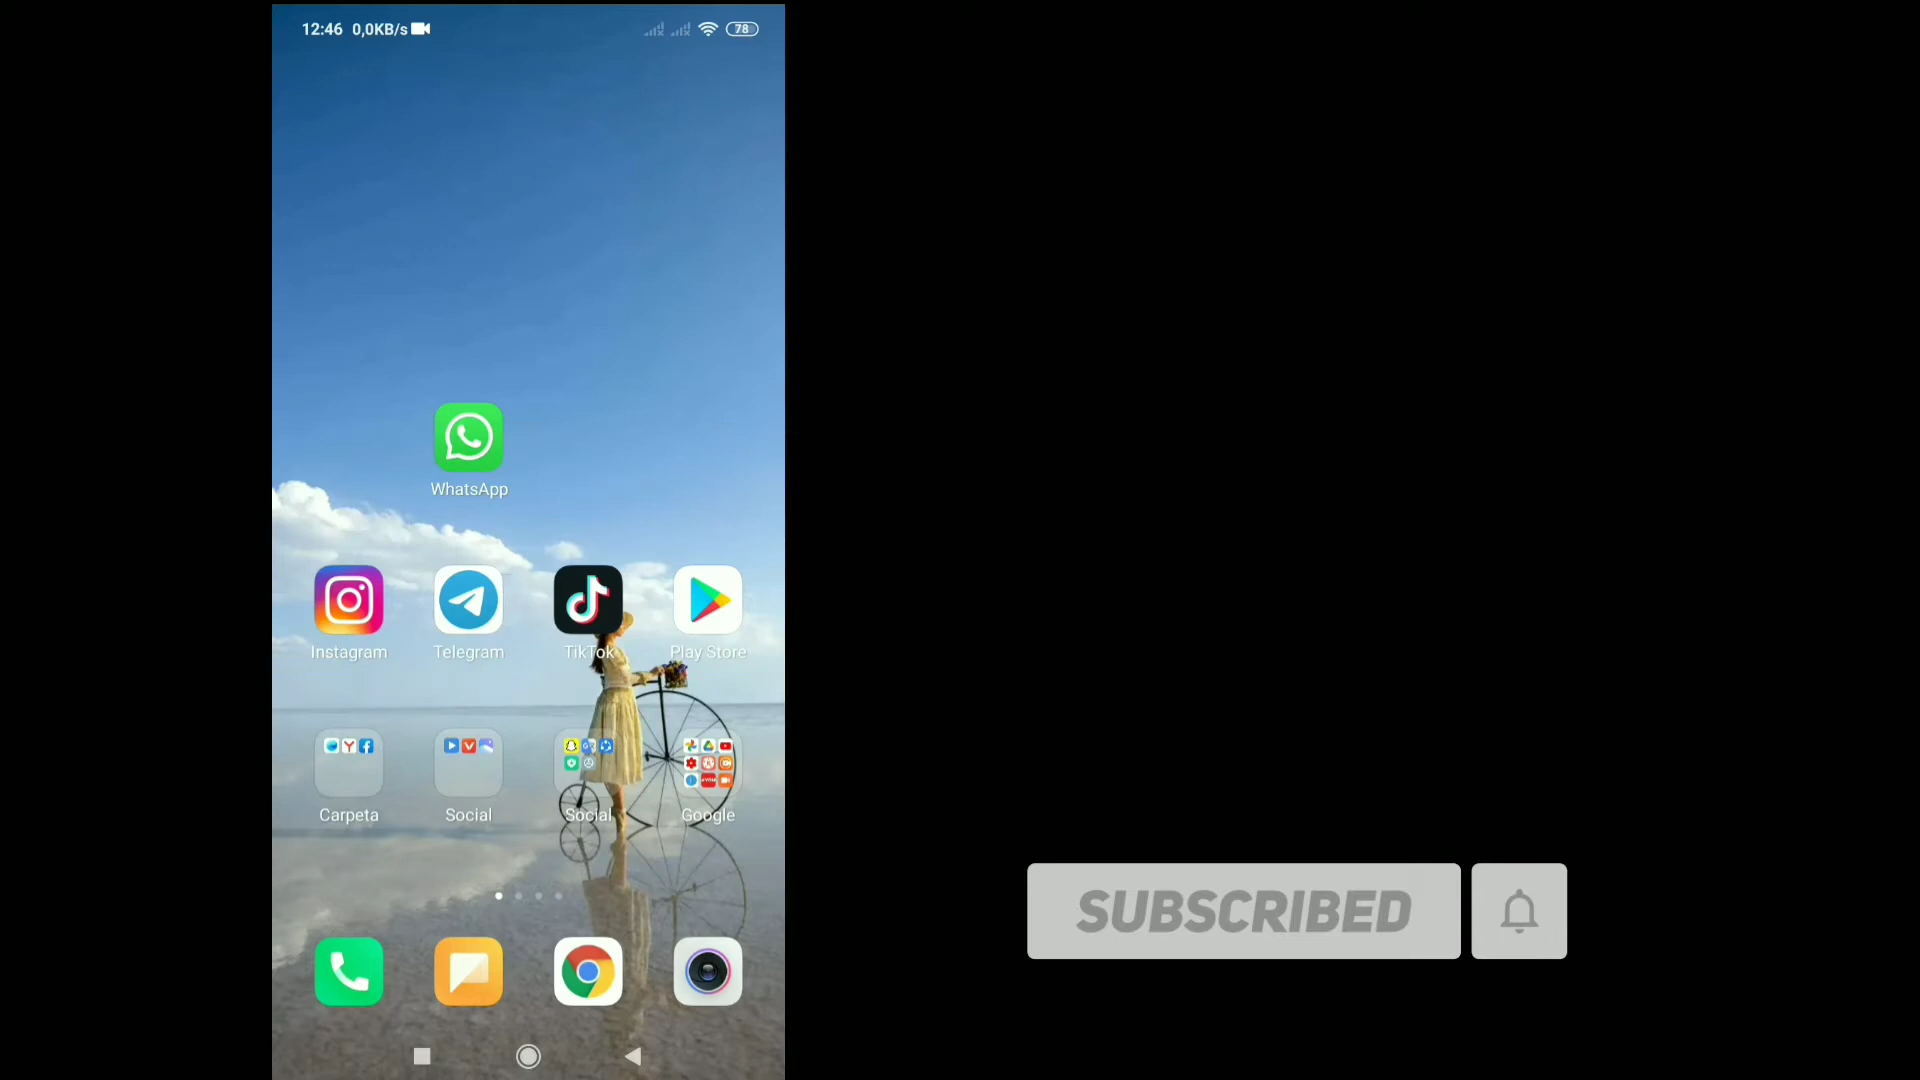 12:46 0,0KB/s 78
WhatsApp
Instagram Telegram TikTok Play Store
Carpeta Social Social Google
SUBSCRIBED